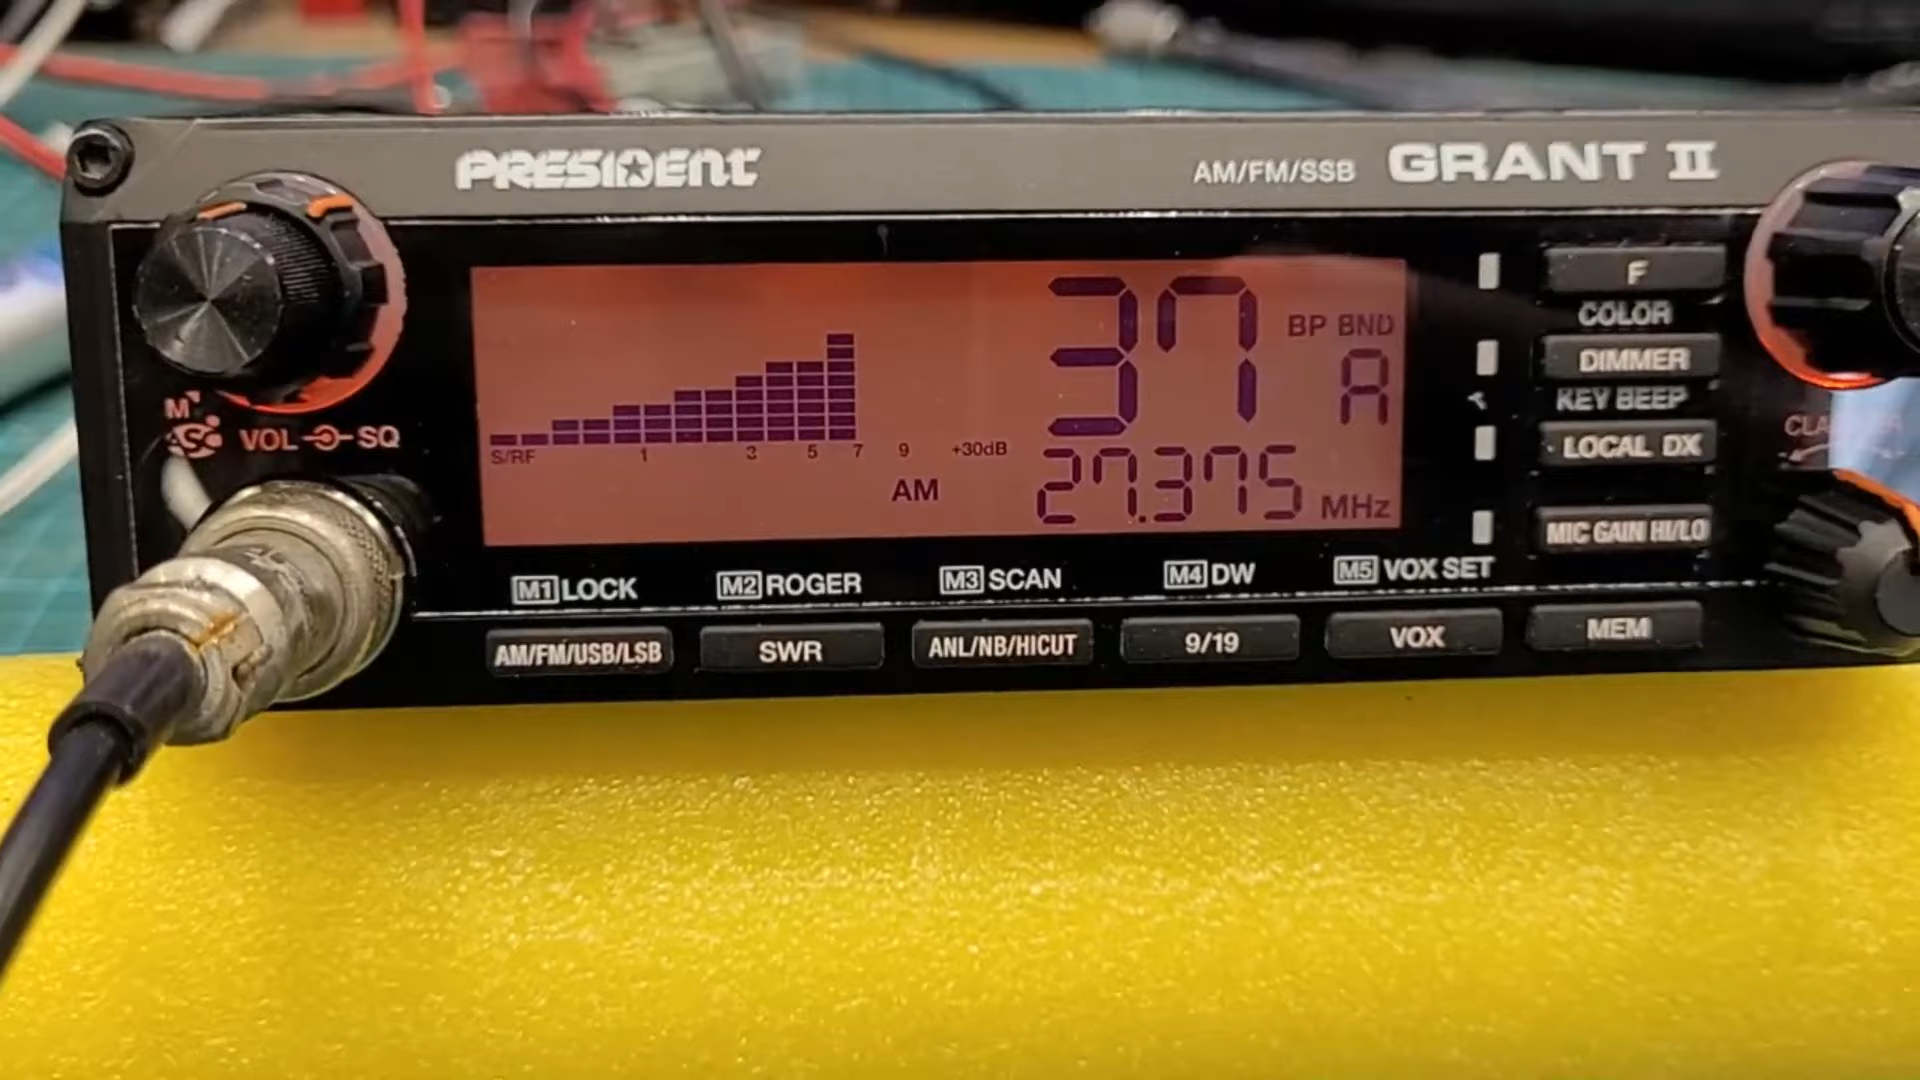 PRESIDENT
AM/FM/SSB GRANT II
F
COLOR
DIMMER
KEY BEEP
LOCAL DX
MIC GAIN HI/LO
37
BP BND
A
S/RF 1 3 5 7 9 +30dB
AM
27.375 MHz
VOL SQ
M1 LOCK M2 ROGER M3 SCAN M4 DW M5 VOX SET
AM/FM/USB/LSB SWR ANL/NB/HICUT 9/19 VOX MEM